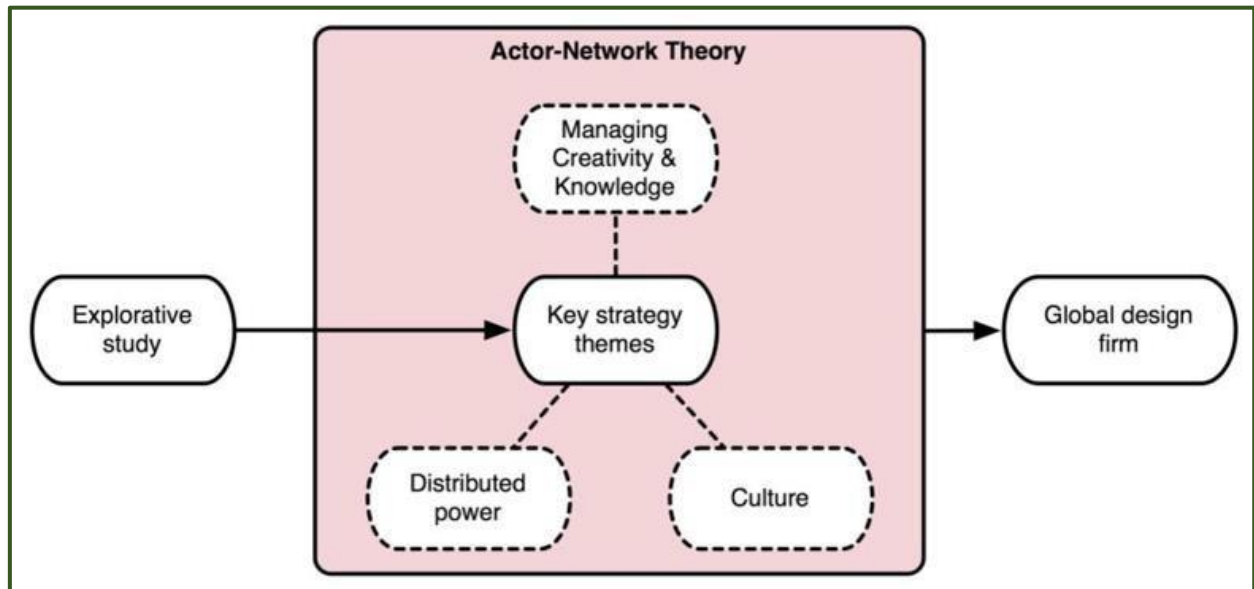 Actor-Network Theory
Managing
Creativity &
Knowledge
Explorative
study
Key strategy
themes
Global design
firm
Distributed
power
Culture